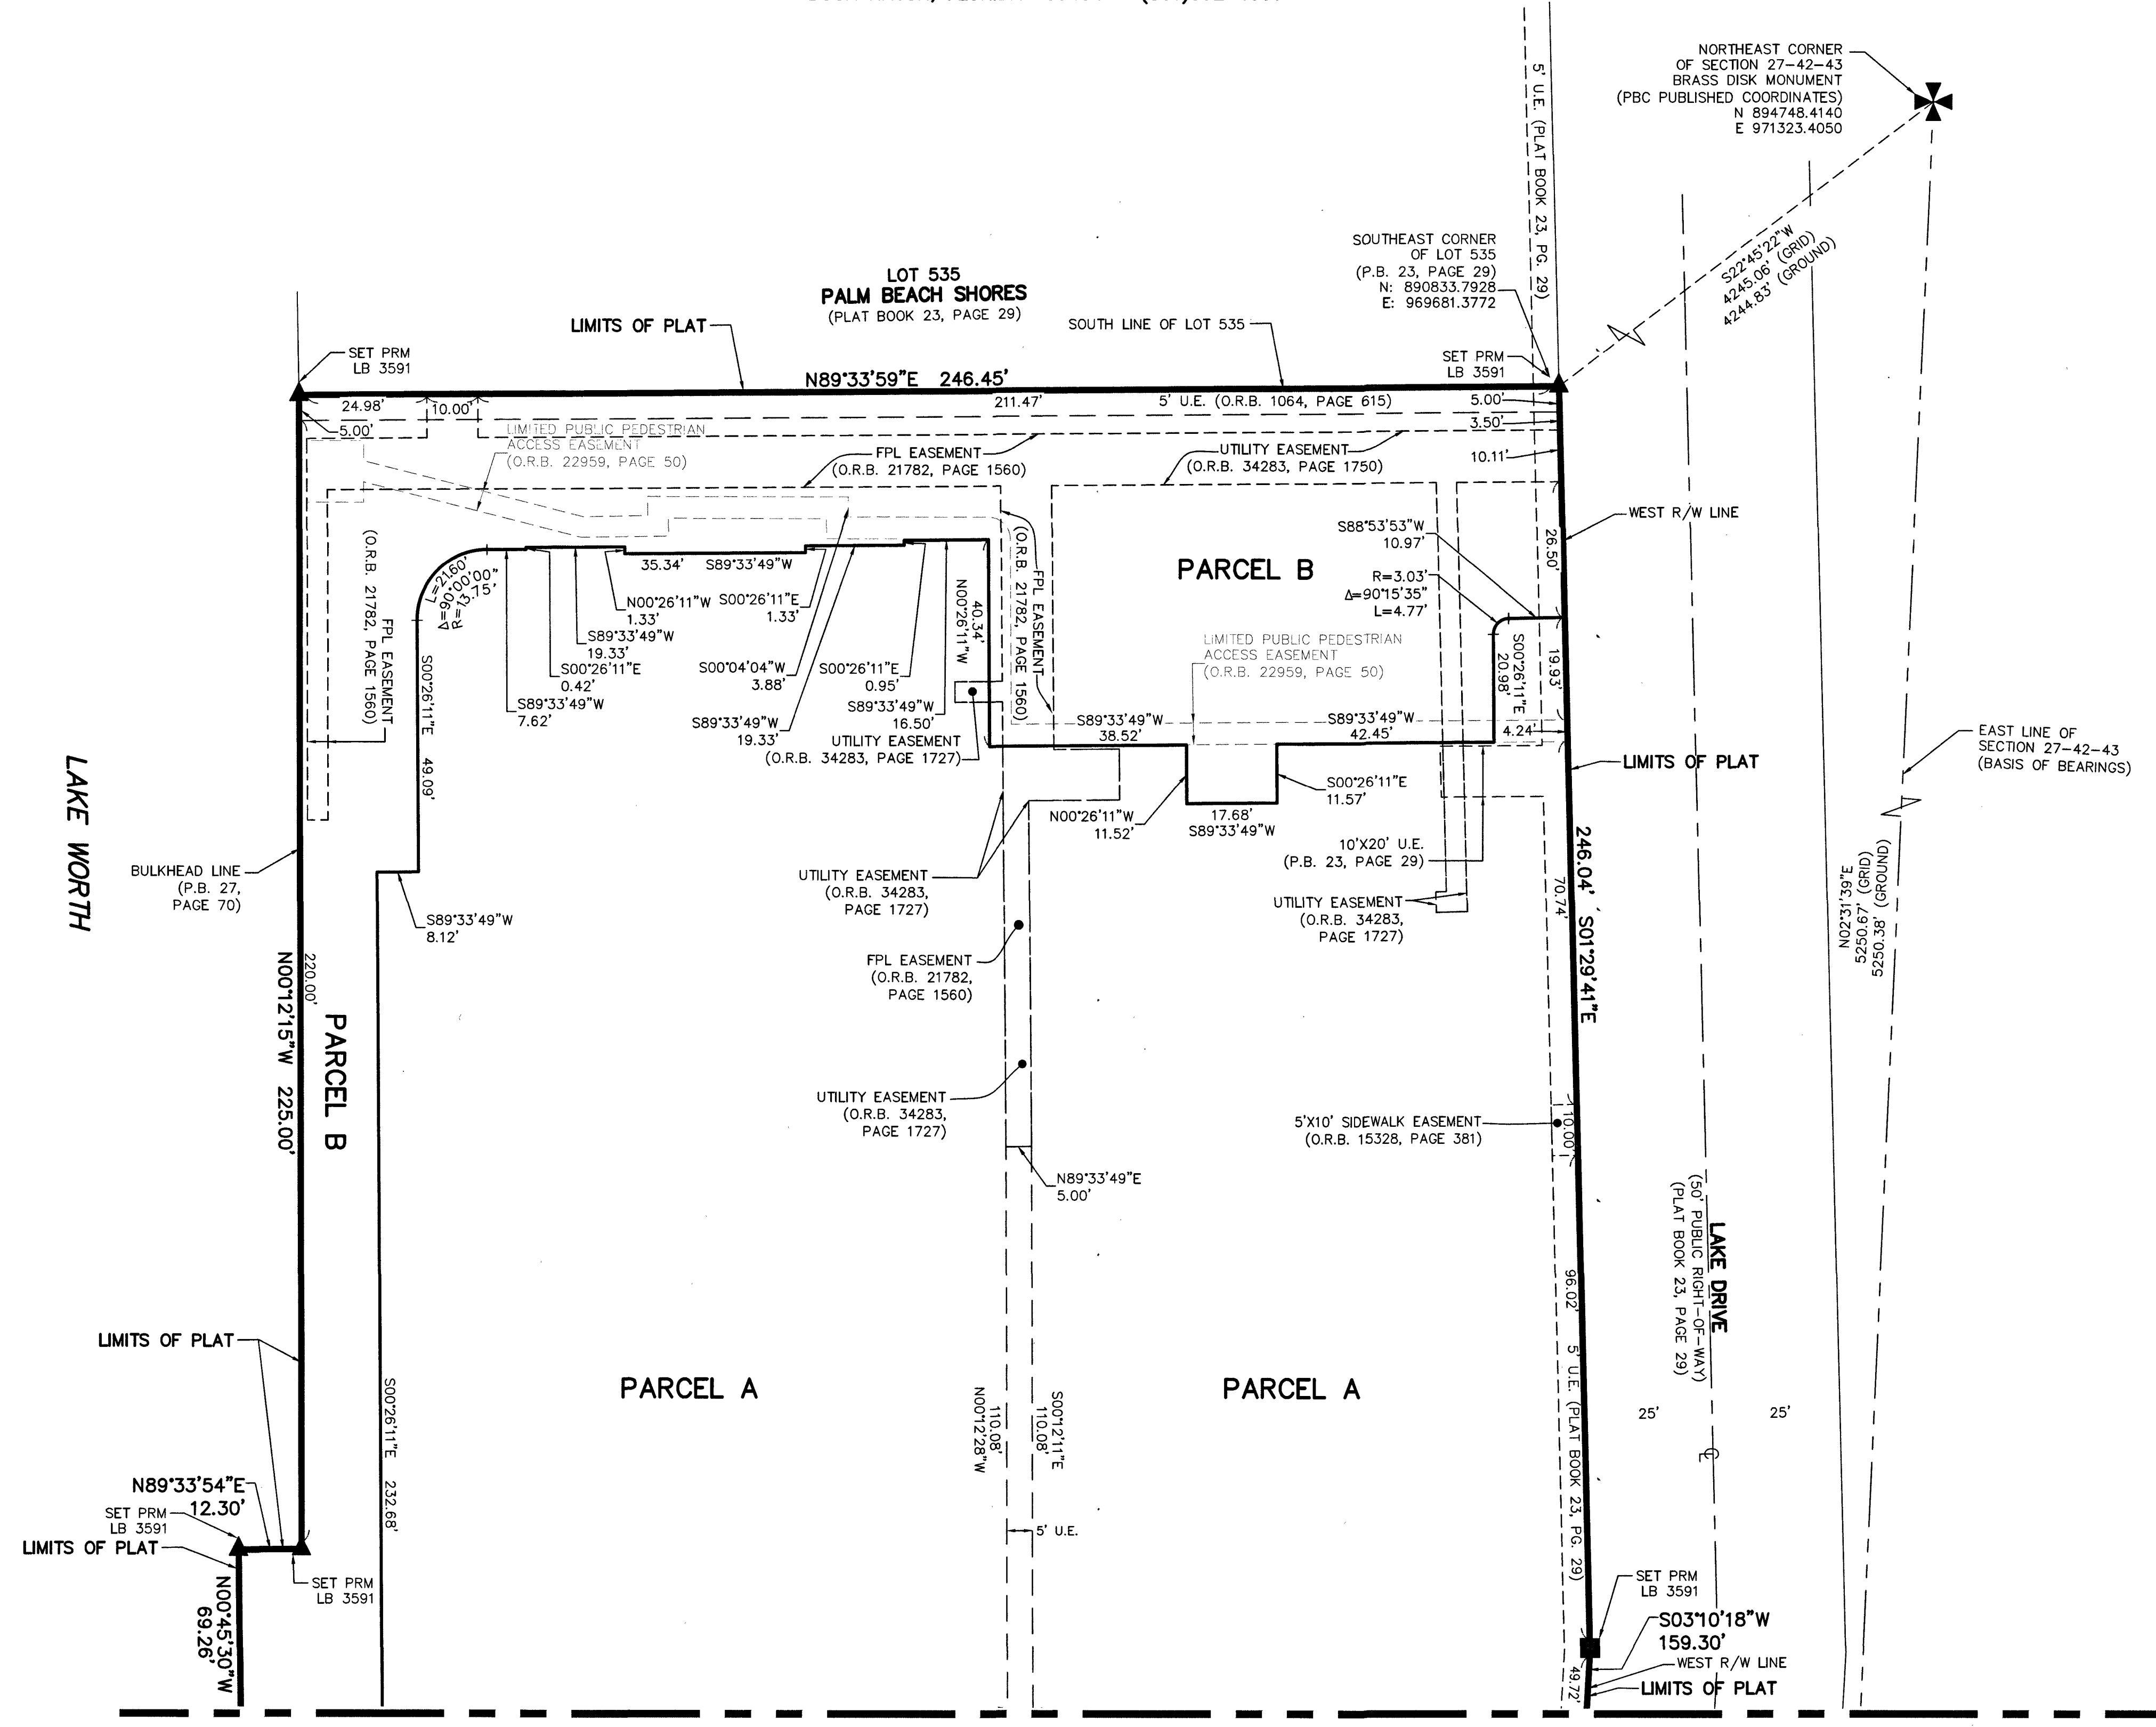 NORTHEAST CORNER
OF SECTION 27-42-43
BRASS DISK MONUMENT
(PBC PUBLISHED COORDINATES)
N 894748.4140
E 971323.4050
5' U.E. (PLAT BOOK 23, PG. 29)
S22°45'22"W
4245.06' (GRID)
4244.83' (GROUND)
SOUTHEAST CORNER
OF LOT 535
(P.B. 23, PAGE 29)
N: 890833.7928
E: 969681.3772
LOT 535
PALM BEACH SHORES
(PLAT BOOK 23, PAGE 29)
LIMITS OF PLAT
SOUTH LINE OF LOT 535
SET PRM
LB 3591
SET PRM
LB 3591
N89°33'59"E 246.45'
24.98'
10.00'
211.47'
5' U.E. (O.R.B. 1064, PAGE 615)
5.00'
5.00'
3.50'
10.11'
LIMITED PUBLIC PEDESTRIAN
ACCESS EASEMENT
(O.R.B. 22959, PAGE 50)
FPL EASEMENT
(O.R.B. 21782, PAGE 1560)
UTILITY EASEMENT
(O.R.B. 34283, PAGE 1750)
WEST R/W LINE
26.50'
S88°53'53"W
10.97'
PARCEL B
R=3.03'
Δ=90°15'35"
L=4.77'
FPL EASEMENT
(O.R.B. 21782, PAGE 1560)
L=21.60'
Δ=90°00'00"
R=13.75'
35.34' S89°33'49"W
N00°26'11"W
1.33'
S00°26'11"E
1.33'
S89°33'49"W
19.33'
S00°26'11"E
0.42'
S89°33'49"W
7.62'
S00°04'04"W
3.88'
S00°26'11"E
0.95'
S89°33'49"W
19.33'
S89°33'49"W
16.50'
40.34'
N00°26'11"W
FPL EASEMENT
(O.R.B. 21782, PAGE 1560)
UTILITY EASEMENT
(O.R.B. 34283, PAGE 1727)
LIMITED PUBLIC PEDESTRIAN
ACCESS EASEMENT
(O.R.B. 22959, PAGE 50)
S00°26'11"E
20.98'
19.93'
S89°33'49"W
38.52'
S89°33'49"W
42.45'
4.24'
S00°26'11"E 49.09'
LIMITS OF PLAT
EAST LINE OF
SECTION 27-42-43
(BASIS OF BEARINGS)
S00°26'11"E
11.57'
N00°26'11"W
11.52'
17.68'
S89°33'49"W
10'X20' U.E.
(P.B. 23, PAGE 29)
LAKE WORTH
BULKHEAD LINE
(P.B. 27,
PAGE 70)
S89°33'49"W
8.12'
UTILITY EASEMENT
(O.R.B. 34283,
PAGE 1727)
UTILITY EASEMENT
(O.R.B. 34283,
PAGE 1727)
70.74'
246.04' S01°29'41"E
N02°31'39"E
5250.67' (GRID)
5250.38' (GROUND)
220.00'
N00°12'15"W 225.00'
PARCEL B
FPL EASEMENT
(O.R.B. 21782,
PAGE 1560)
UTILITY EASEMENT
(O.R.B. 34283,
PAGE 1727)
5'X10' SIDEWALK EASEMENT
(O.R.B. 15328, PAGE 381)
10.00'
N89°33'49"E
5.00'
LAKE DRIVE
(50' PUBLIC RIGHT-OF-WAY)
(PLAT BOOK 23, PAGE 29)
96.02'
5' U.E. (PLAT BOOK 23, PG. 29)
LIMITS OF PLAT
PARCEL A
PARCEL A
S00°26'11"E 232.68'
N00°12'28"W
110.08'
S00°12'11"E
110.08'
25'
25'
N89°33'54"E
12.30'
SET PRM
LB 3591
LIMITS OF PLAT
5' U.E.
SET PRM
LB 3591
N00°45'30"W
69.26'
SET PRM
LB 3591
S03°10'18"W
159.30'
WEST R/W LINE
LIMITS OF PLAT
49.72'